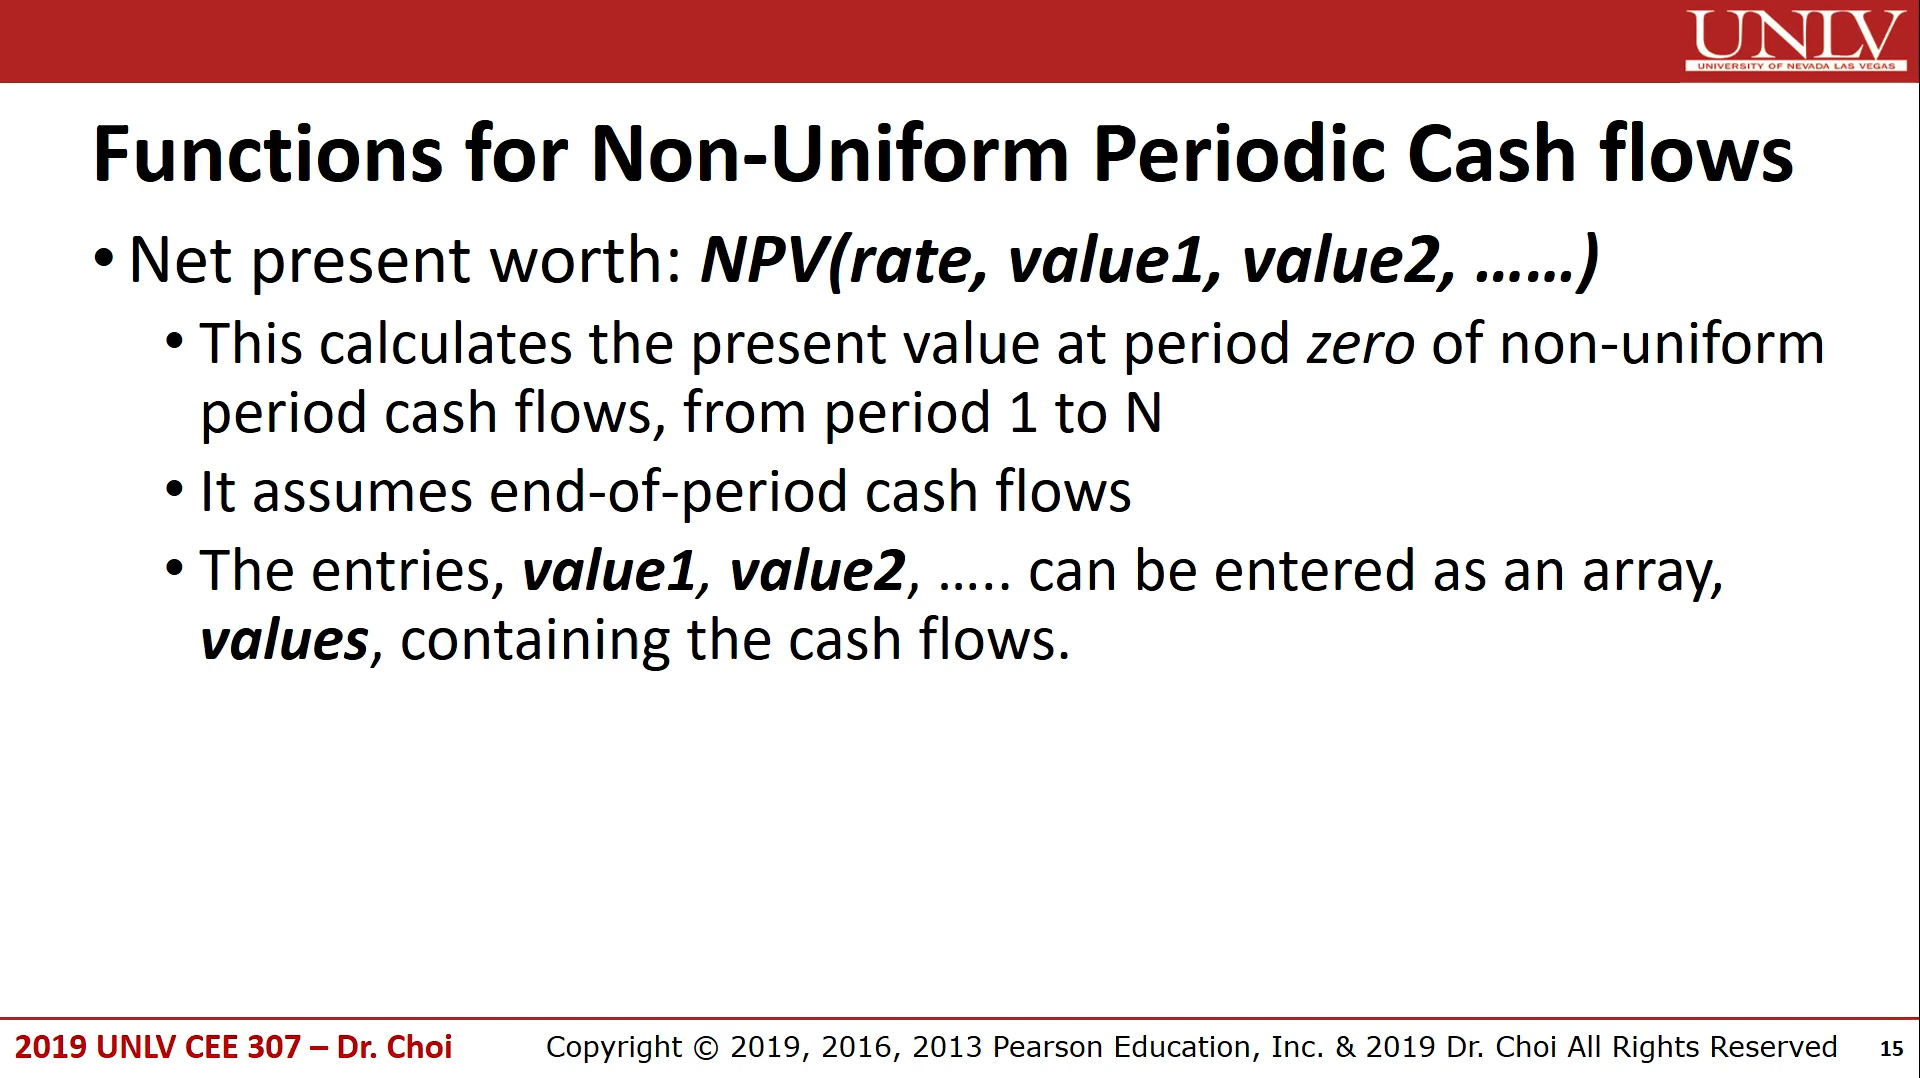 UNLV
UNIVERSITY OF NEVADA LAS VEGAS
Functions for Non-Uniform Periodic Cash flows
• Net present worth: NPV(rate, value1, value2, ……)
• This calculates the present value at period zero of non-uniform
period cash flows, from period 1 to N
• It assumes end-of-period cash flows
• The entries, value1, value2, ….. can be entered as an array,
values, containing the cash flows.
2019 UNLV CEE 307 – Dr. Choi
Copyright © 2019, 2016, 2013 Pearson Education, Inc. & 2019 Dr. Choi All Rights Reserved
15